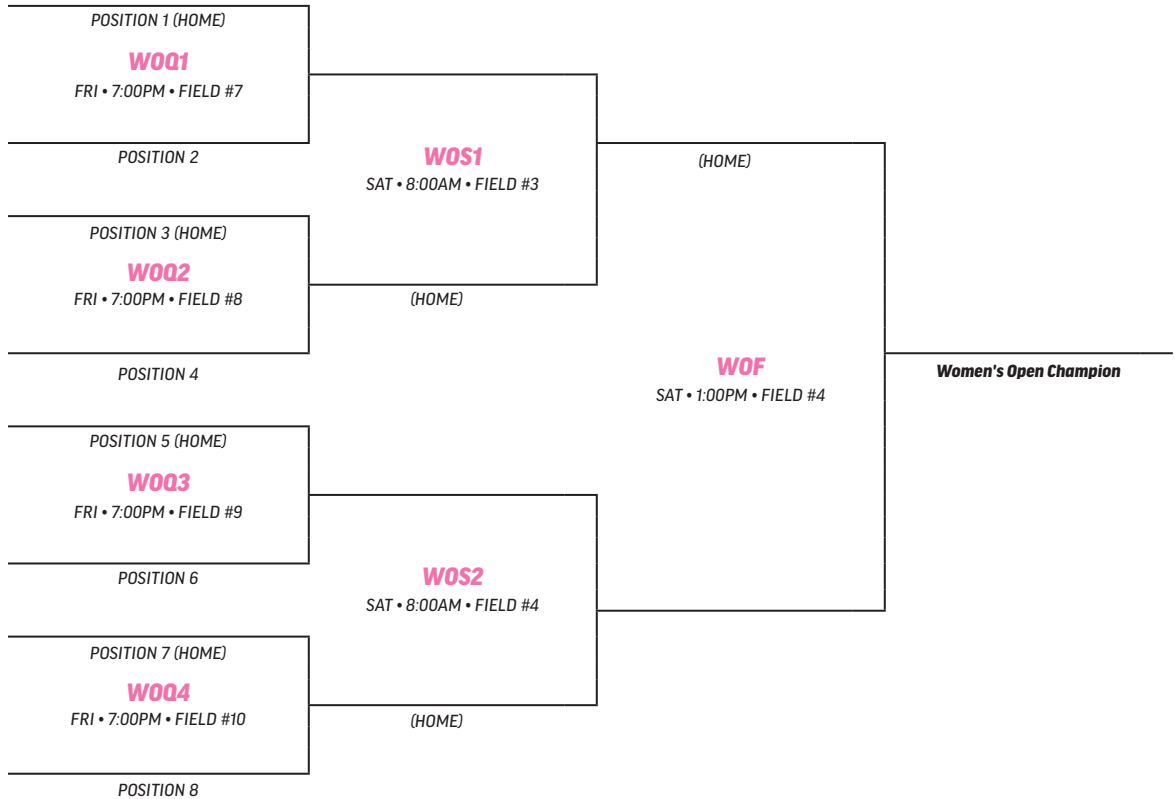 POSITION 1 (HOME)
WOQ1
FRI • 7:00PM • FIELD #7
POSITION 2
WOS1
SAT • 8:00AM • FIELD #3
(HOME)
POSITION 3 (HOME)
WOQ2
FRI • 7:00PM • FIELD #8
(HOME)
POSITION 4
WOF
SAT • 1:00PM • FIELD #4
Women's Open Champion
POSITION 5 (HOME)
WOQ3
FRI • 7:00PM • FIELD #9
POSITION 6
WOS2
SAT • 8:00AM • FIELD #4
POSITION 7 (HOME)
WOQ4
FRI • 7:00PM • FIELD #10
(HOME)
POSITION 8